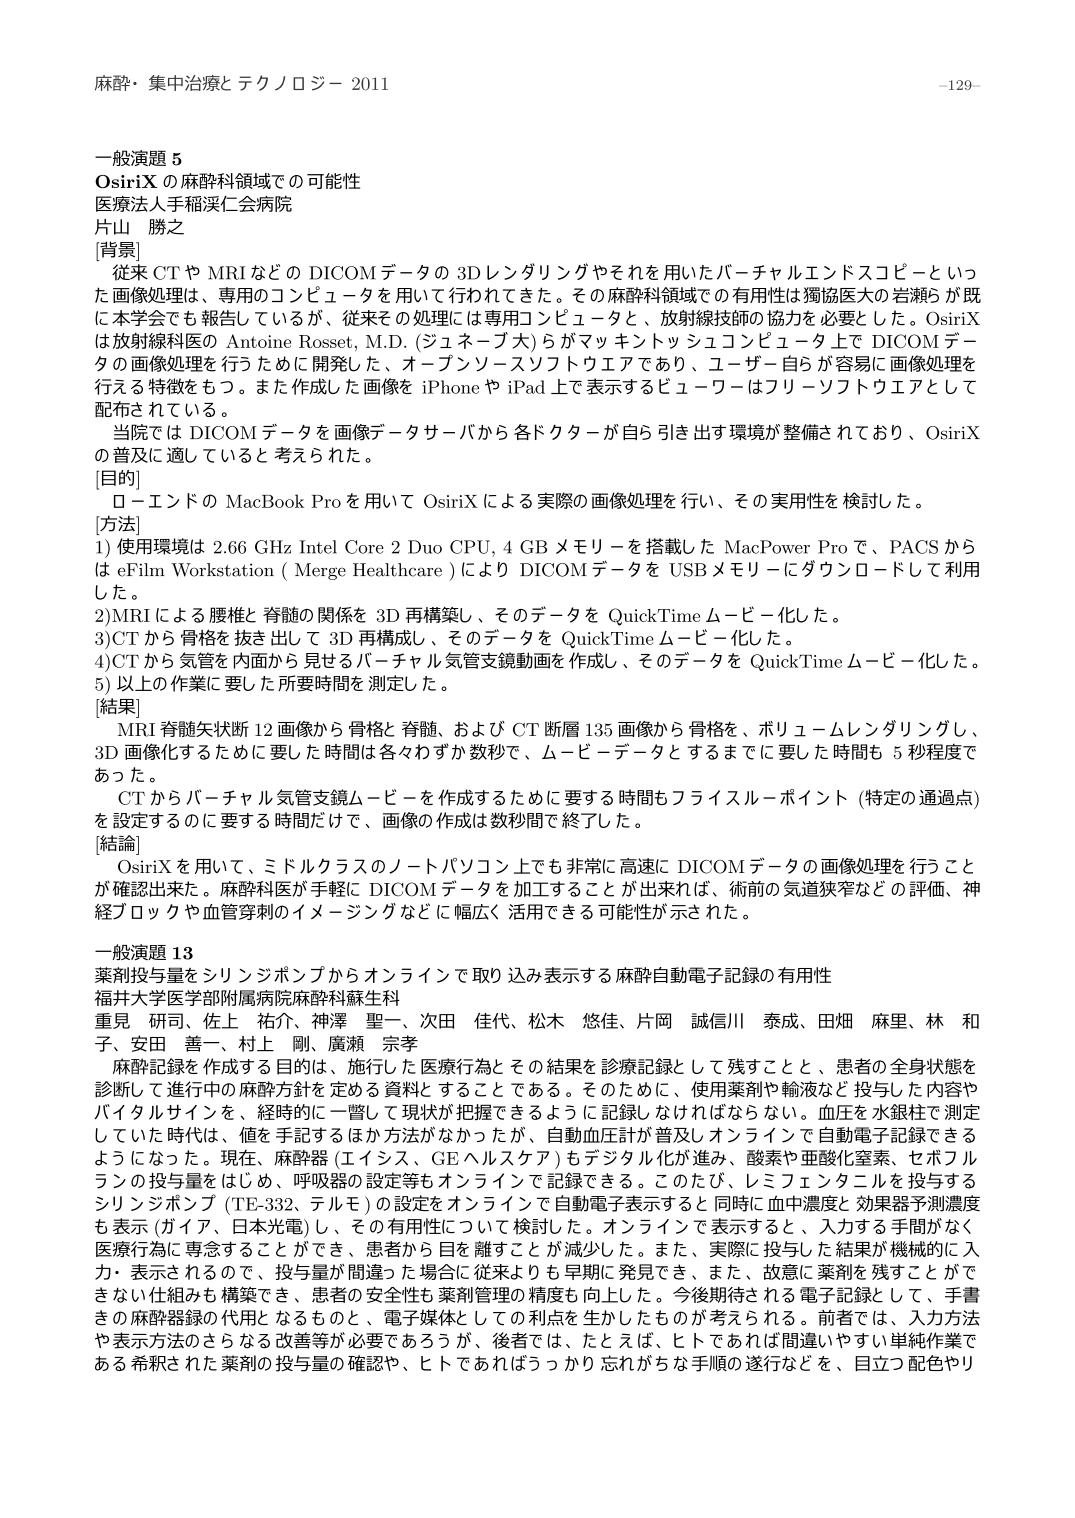 麻酔・集中治療とテクノロジー 2011
–129–
一般演題 5
OsiriX の麻酔科領域での可能性
医療法人手稲渓仁会病院
片山　勝之
[背景]
　従来 CT や MRI などの DICOM データの 3D レンダリングやそれを用いたバーチャルエンドスコピーといっ
た画像処理は、専用のコンピュータを用いて行われてきた。その麻酔科領域での有用性は獨協医大の岩瀬らが既
に本学会でも報告しているが、従来その処理には専用コンピュータと、放射線技師の協力を必要とした。OsiriX
は放射線科医の Antoine Rosset, M.D. (ジュネーブ大) らがマッキントッシュコンピュータ上で DICOM デー
タの画像処理を行うために開発した、オープンソースソフトウエアであり、ユーザー自らが容易に画像処理を
行える特徴をもつ。また作成した画像を iPhone や iPad 上で表示するビューワーはフリーソフトウエアとして
配布されている。
　当院では DICOM データを画像データサーバから各ドクターが自ら引き出す環境が整備されており、OsiriX
の普及に適していると考えられた。
[目的]
　ローエンドの MacBook Pro を用いて OsiriX による実際の画像処理を行い、その実用性を検討した。
[方法]
1) 使用環境は 2.66 GHz Intel Core 2 Duo CPU, 4 GB メモリーを搭載した MacPower Pro で、PACS から
は eFilm Workstation ( Merge Healthcare ) により DICOM データを USB メモリーにダウンロードして利用
した。
2)MRI による腰椎と脊髄の関係を 3D 再構築し、そのデータを QuickTime ムービー化した。
3)CT から骨格を抜き出して 3D 再構成し、そのデータを QuickTime ムービー化した。
4)CT から気管を内面から見せるバーチャル気管支鏡動画を作成し、そのデータを QuickTime ムービー化した。
5) 以上の作業に要した所要時間を測定した。
[結果]
　MRI 脊髄矢状断 12 画像から骨格と脊髄、および CT 断層 135 画像から骨格を、ボリュームレンダリングし、
3D 画像化するために要した時間は各々わずか数秒で、ムービーデータとするまでに要した時間も 5 秒程度で
あった。
　CT からバーチャル気管支鏡ムービーを作成するために要する時間もフライスルーポイント (特定の通過点)
を設定するのに要する時間だけで、画像の作成は数秒間で終了した。
[結論]
　OsiriX を用いて、ミドルクラスのノートパソコン上でも非常に高速に DICOM データの画像処理を行うこと
が確認出来た。麻酔科医が手軽に DICOM データを加工することが出来れば、術前の気道狭窄などの評価、神
経ブロックや血管穿刺のイメージングなどに幅広く活用できる可能性が示された。
一般演題 13
薬剤投与量をシリンジポンプからオンラインで取り込み表示する麻酔自動電子記録の有用性
福井大学医学部附属病院麻酔科蘇生科
重見　研司、佐上　祐介、神澤　聖一、次田　佳代、松木　悠佳、片岡　誠信川　泰成、田畑　麻里、林　和
子、安田　善一、村上　剛、廣瀬　宗孝
　麻酔記録を作成する目的は、施行した医療行為とその結果を診療記録として残すことと、患者の全身状態を
診断して進行中の麻酔方針を定める資料とすることである。そのために、使用薬剤や輸液など投与した内容や
バイタルサインを、経時的に一瞥して現状が把握できるように記録しなければならない。血圧を水銀柱で測定
していた時代は、値を手記するほか方法がなかったが、自動血圧計が普及しオンラインで自動電子記録できる
ようになった。現在、麻酔器 (エイシス、GE ヘルスケア) もデジタル化が進み、酸素や亜酸化窒素、セボフル
ランの投与量をはじめ、呼吸器の設定等もオンラインで記録できる。このたび、レミフェンタニルを投与する
シリンジポンプ (TE-332、テルモ) の設定をオンラインで自動電子表示すると同時に血中濃度と効果器予測濃度
も表示 (ガイア、日本光電) し、その有用性について検討した。オンラインで表示すると、入力する手間がなく
医療行為に専念することができ、患者から目を離すことが減少した。また、実際に投与した結果が機械的に入
力・表示されるので、投与量が間違った場合に従来よりも早期に発見でき、また、故意に薬剤を残すことがで
きない仕組みも構築でき、患者の安全性も薬剤管理の精度も向上した。今後期待される電子記録として、手書
きの麻酔器録の代用となるものと、電子媒体としての利点を生かしたものが考えられる。前者では、入力方法
や表示方法のさらなる改善等が必要であろうが、後者では、たとえば、ヒトであれば間違いやすい単純作業で
ある希釈された薬剤の投与量の確認や、ヒトであればうっかり忘れがちな手順の遂行などを、目立つ配色やリ